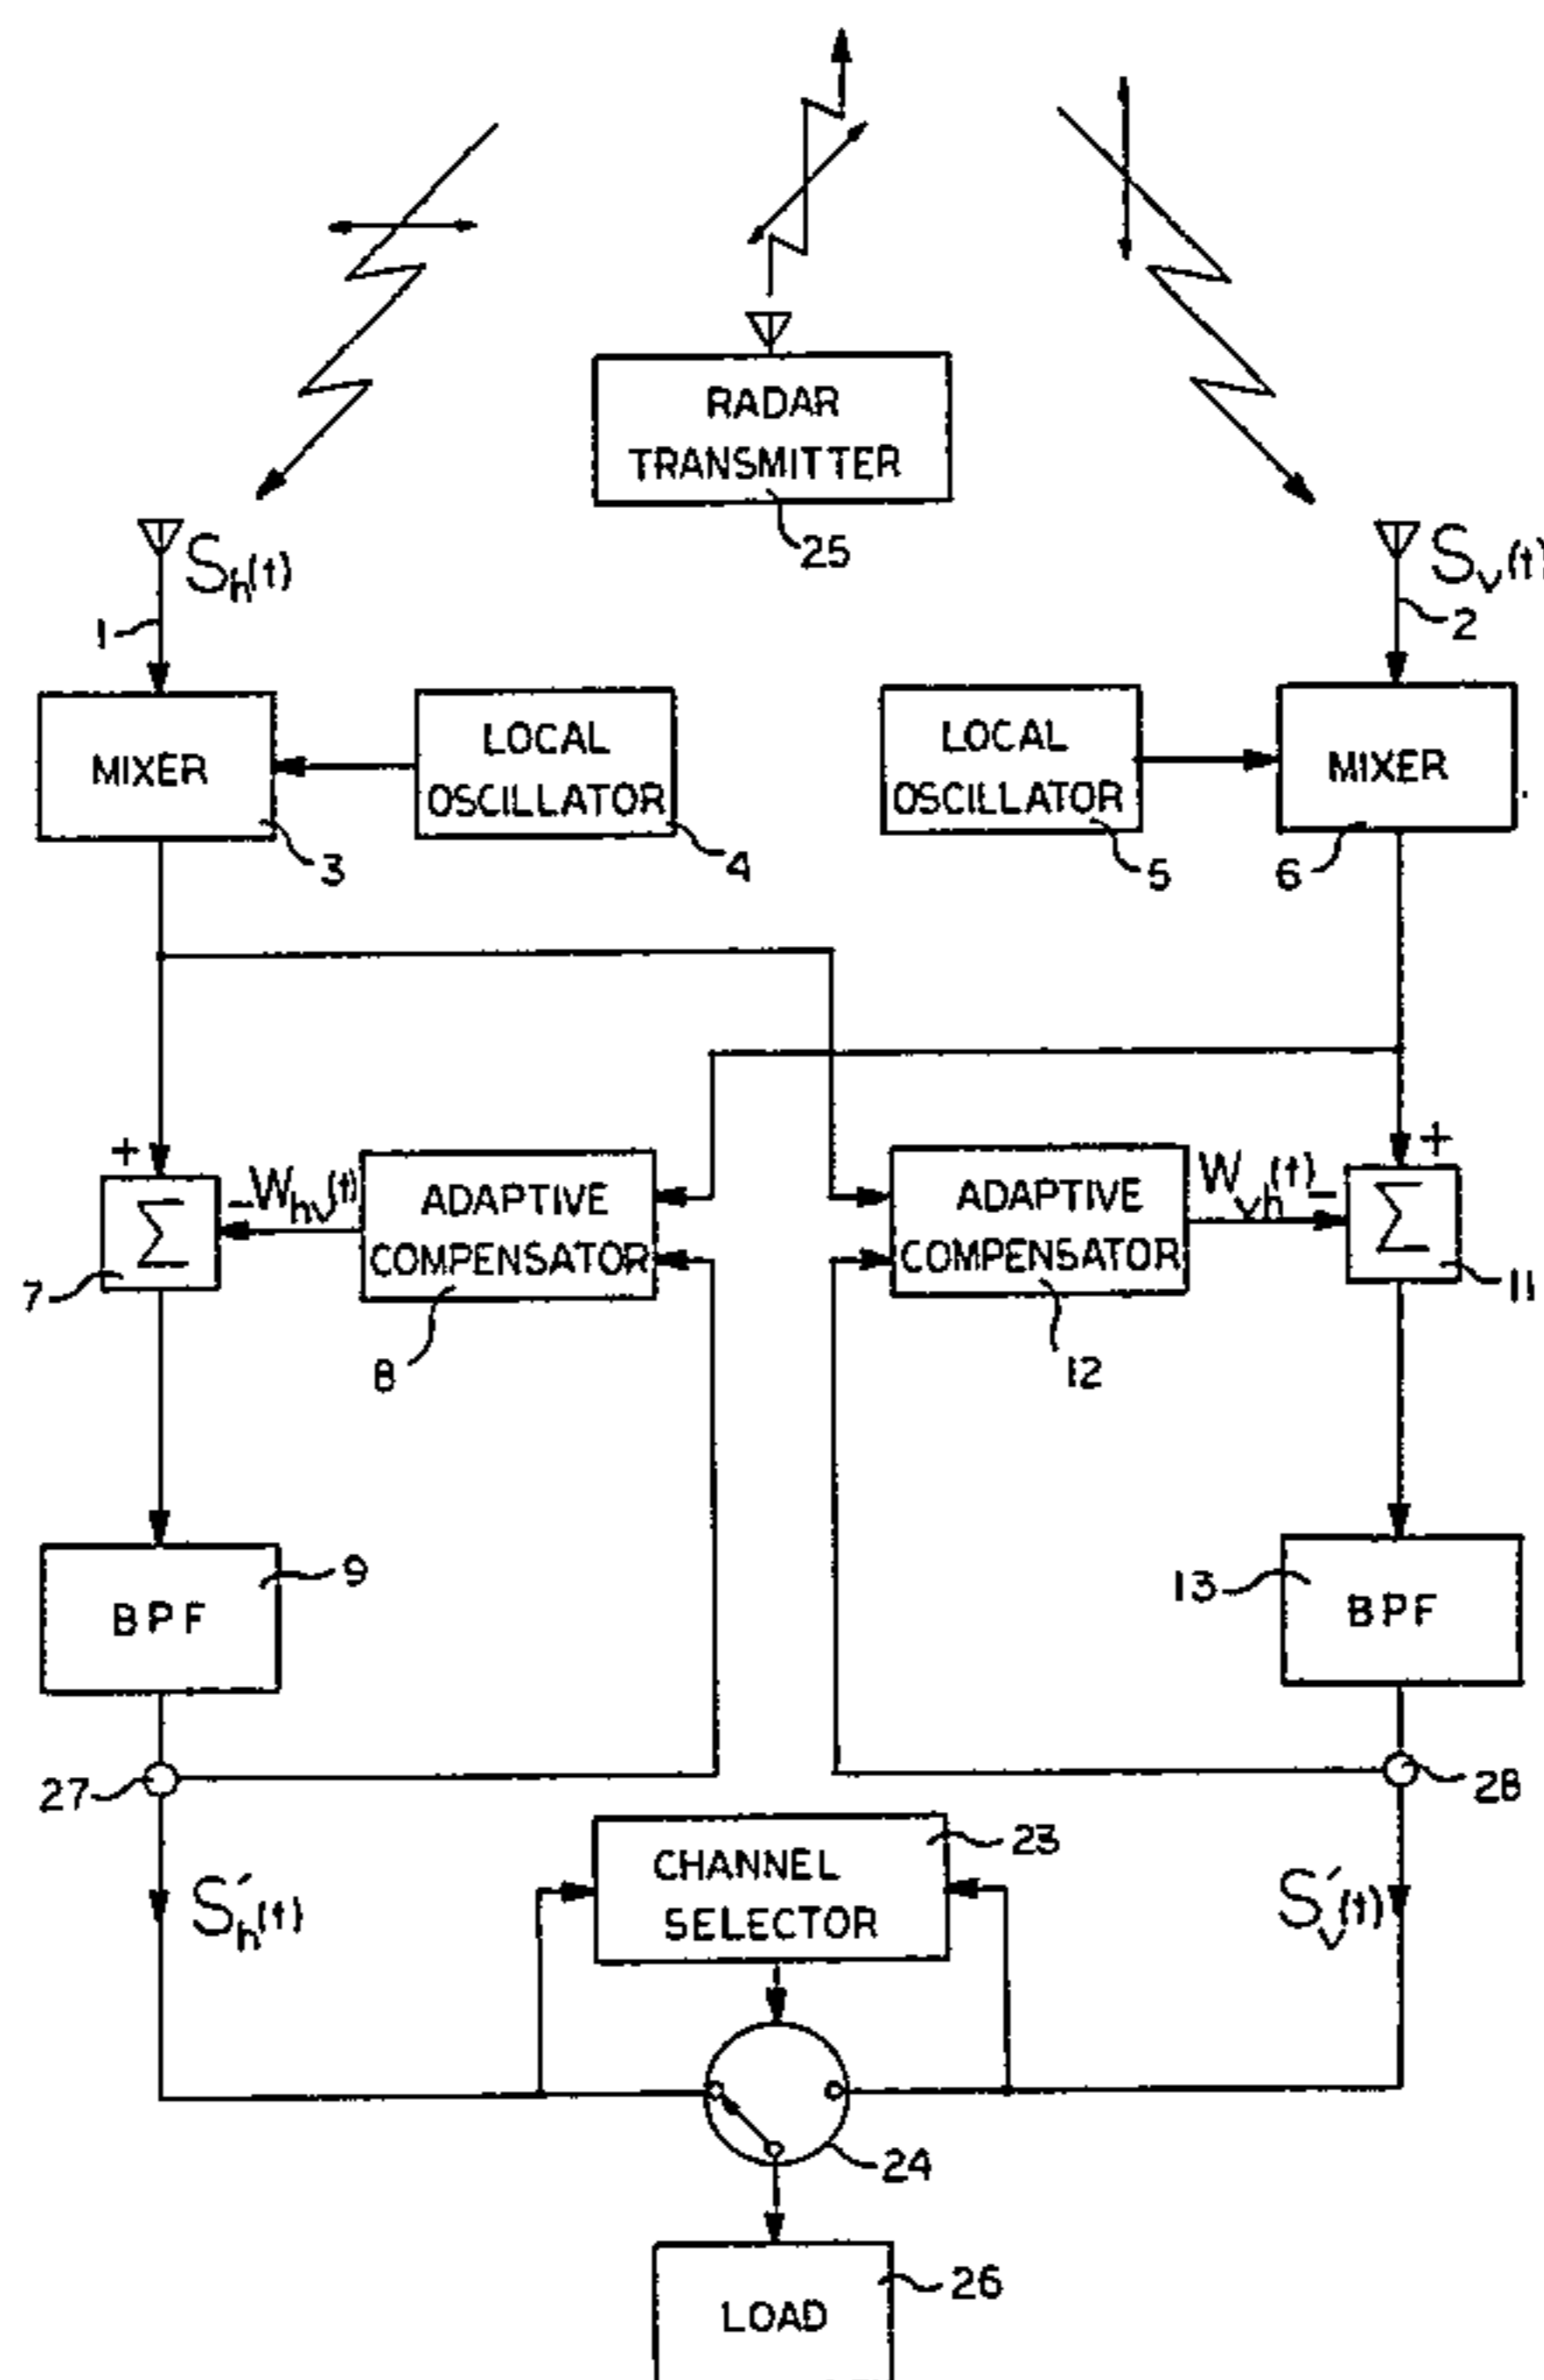 RADAR
TRANSMITTER
25
Sh(t)
Sv(t)
1
2
MIXER
LOCAL
OSCILLATOR
LOCAL
OSCILLATOR
MIXER
3
4
5
6
+
+
-Whv(t)
ADAPTIVE
COMPENSATOR
ADAPTIVE
COMPENSATOR
Wvh(t)-
Σ
Σ
7
8
12
11
BPF
9
13
BPF
27
28
CHANNEL
SELECTOR
23
S´h(t)
S´v(t)
24
LOAD
26